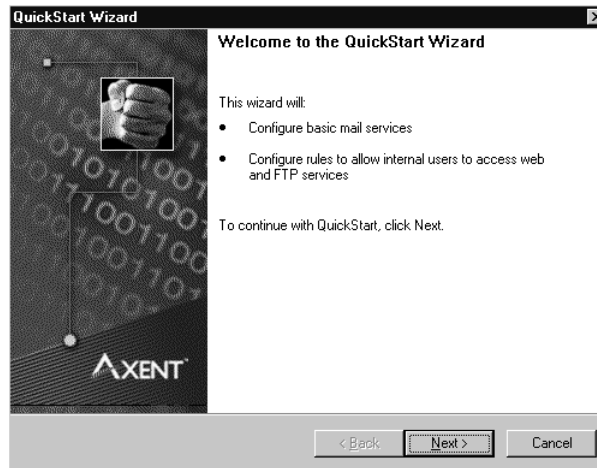 QuickStart Wizard
Welcome to the QuickStart Wizard
This wizard will:
• Configure basic mail services
• Configure rules to allow internal users to access web
and FTP services
To continue with QuickStart, click Next.
AXENT
< Back
Next >
Cancel